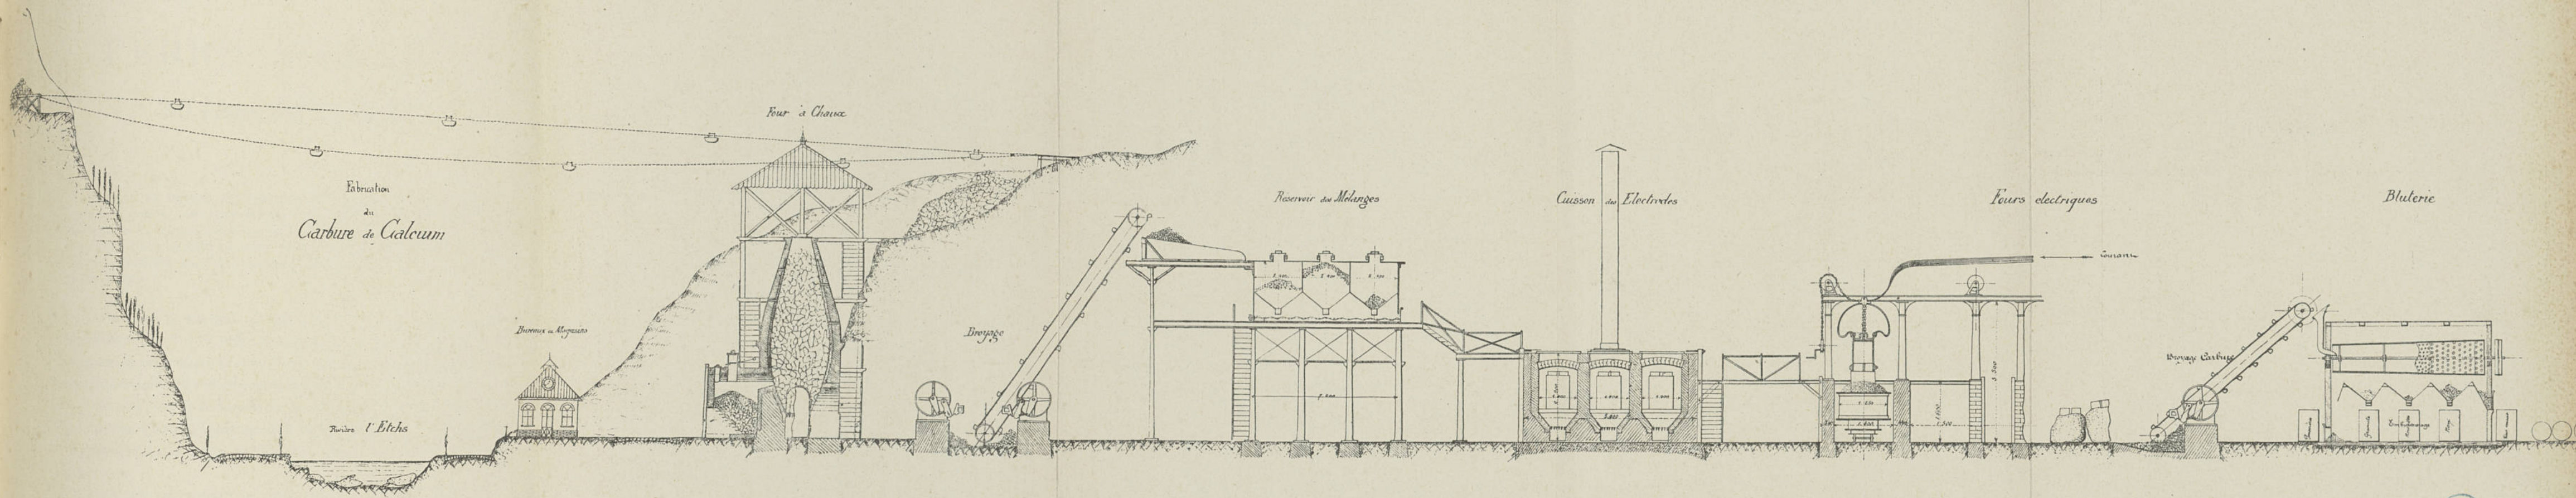 Fabrication
du
Carbure de Calcium
Rivière l'Etchs
Bureaux et Magasins
Four à Chaux
Broyage
Reservoir des Mélanges
Cuisson des Electrodes
Fours electriques
Courant
Broyage Carbure
Bluterie